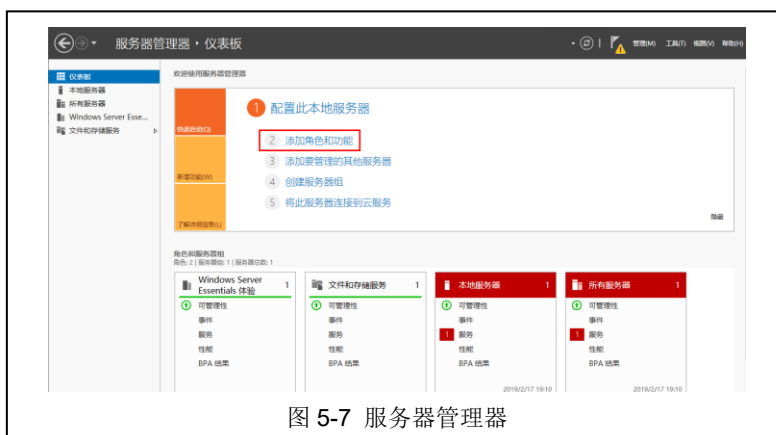 服务器管理器 · 仪表板
管理(M) 工具(T) 视图(V) 帮助(H)
仪表板
本地服务器
所有服务器
Windows Server Esse...
文件和存储服务
欢迎使用服务器管理器
快速启动(Q)
新增功能(W)
了解详细信息(L)
1 配置此本地服务器
2 添加角色和功能
3 添加要管理的其他服务器
4 创建服务器组
5 将此服务器连接到云服务
隐藏
角色和服务器组
角色: 2 | 服务器组: 1 | 服务器总数: 1
Windows Server Essentials 体验 1
可管理性
事件
服务
性能
BPA 结果
文件和存储服务 1
可管理性
事件
服务
性能
BPA 结果
本地服务器 1
可管理性
事件
1 服务
性能
BPA 结果
2019/2/17 19:10
所有服务器 1
可管理性
事件
1 服务
性能
BPA 结果
2019/2/17 19:10
图 5-7 服务器管理器